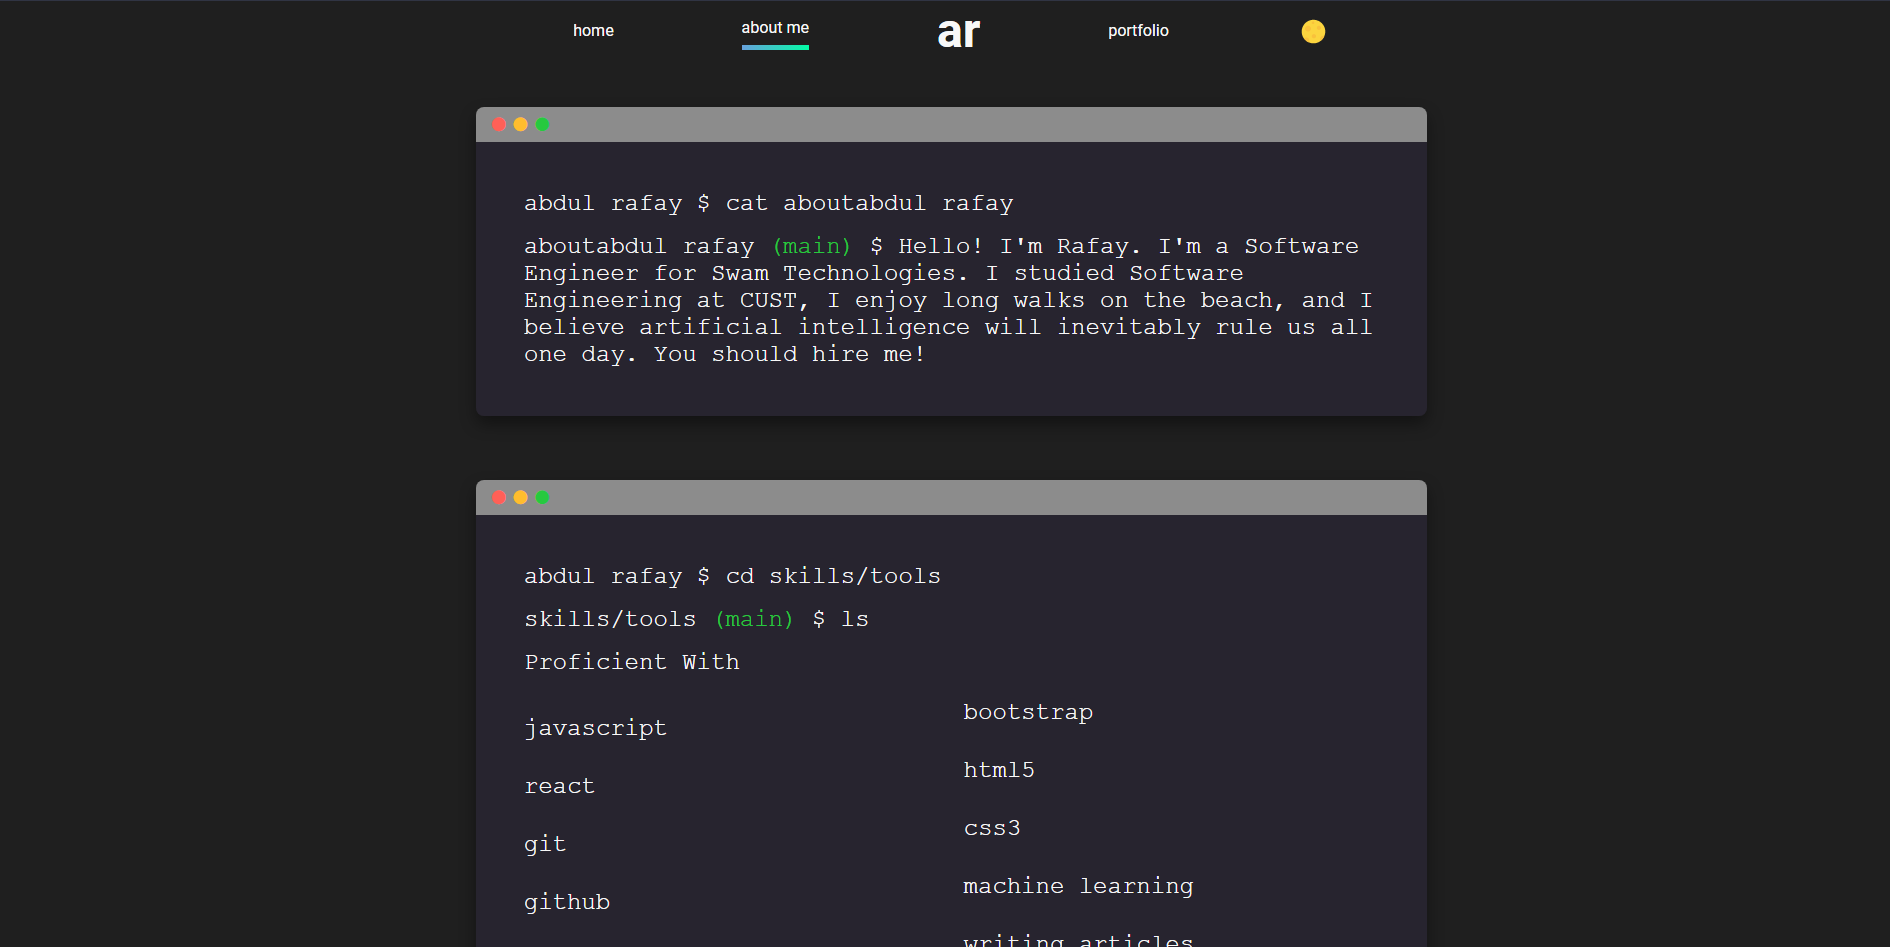 home
about me
ar
portfolio
abdul rafay $ cat aboutabdul rafay
aboutabdul rafay (main) $ Hello! I'm Rafay. I'm a Software
Engineer for Swam Technologies. I studied Software
Engineering at CUST, I enjoy long walks on the beach, and I
believe artificial intelligence will inevitably rule us all
one day. You should hire me!
abdul rafay $ cd skills/tools
skills/tools (main) $ ls
Proficient With
javascript
react
git
github
bootstrap
html5
css3
machine learning
writing articles